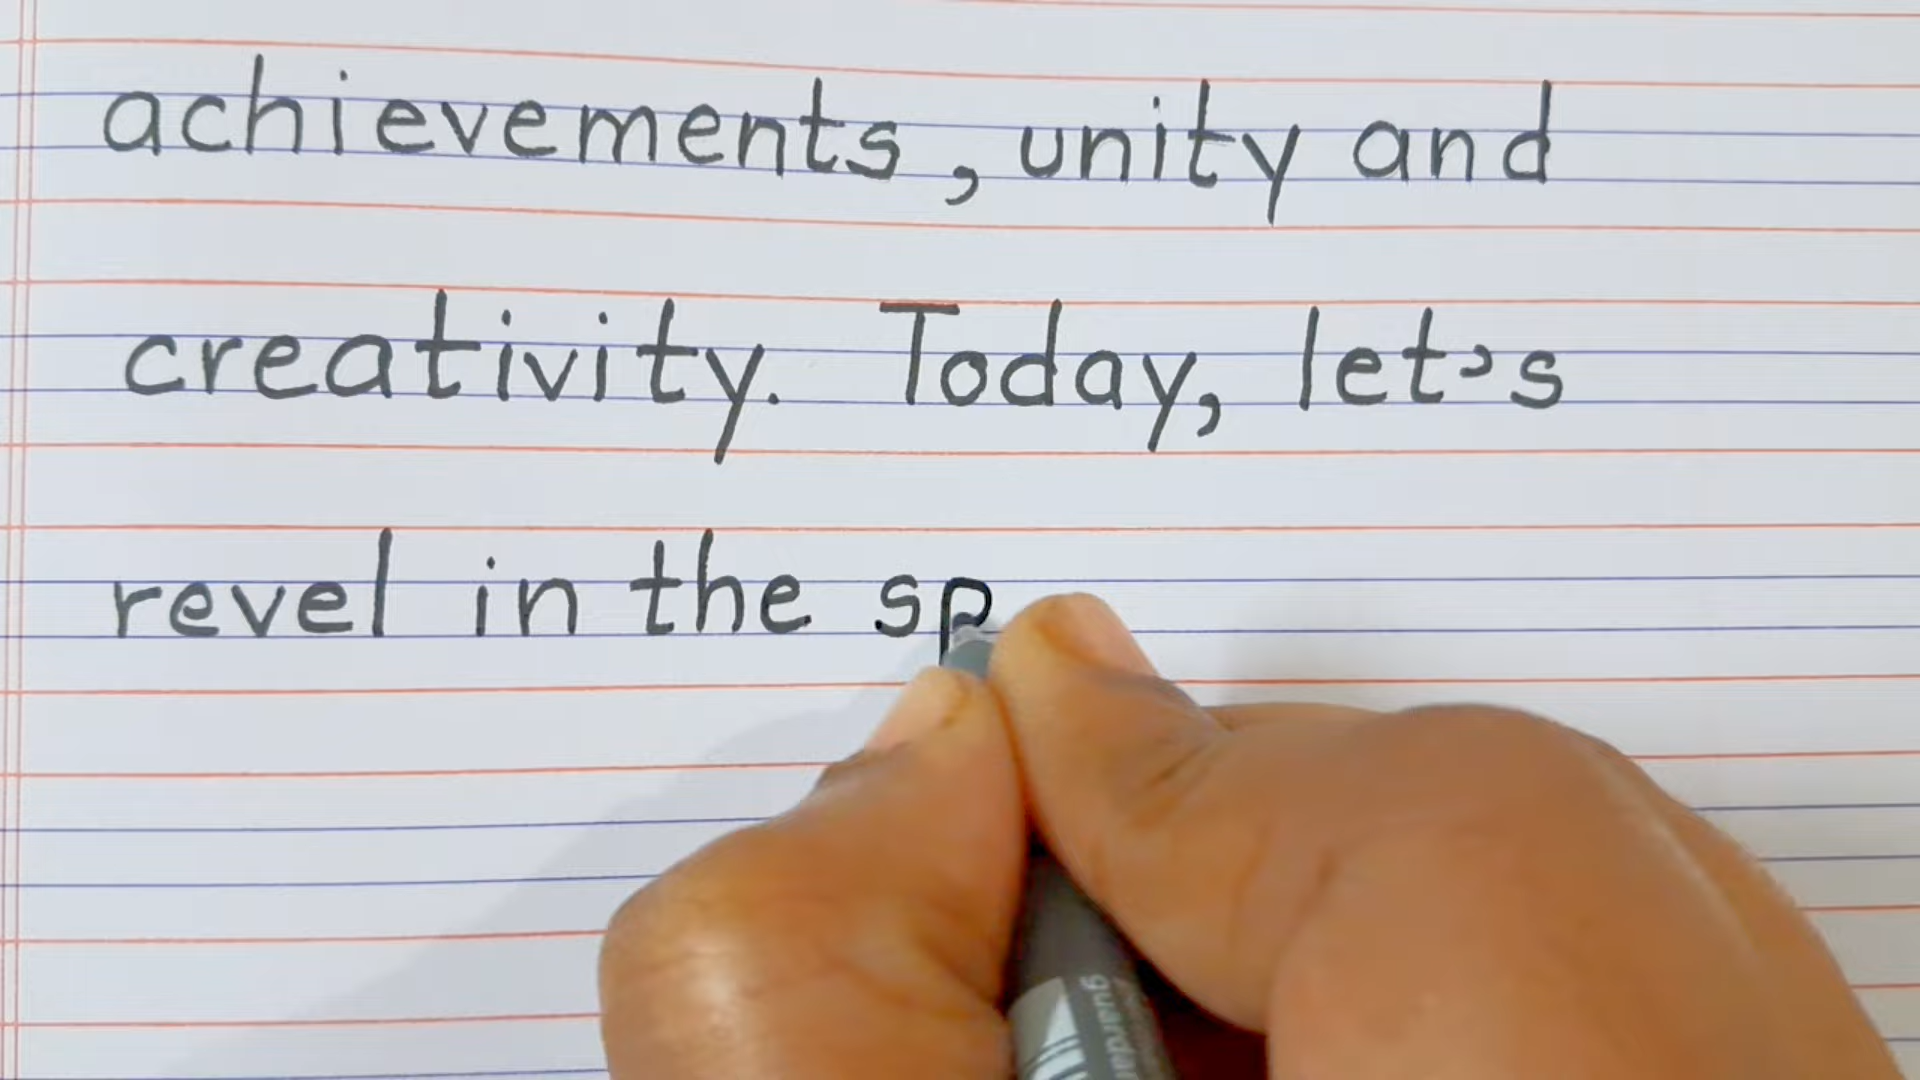 achievements, unity and
creativity. Today, let's
revel in the sp